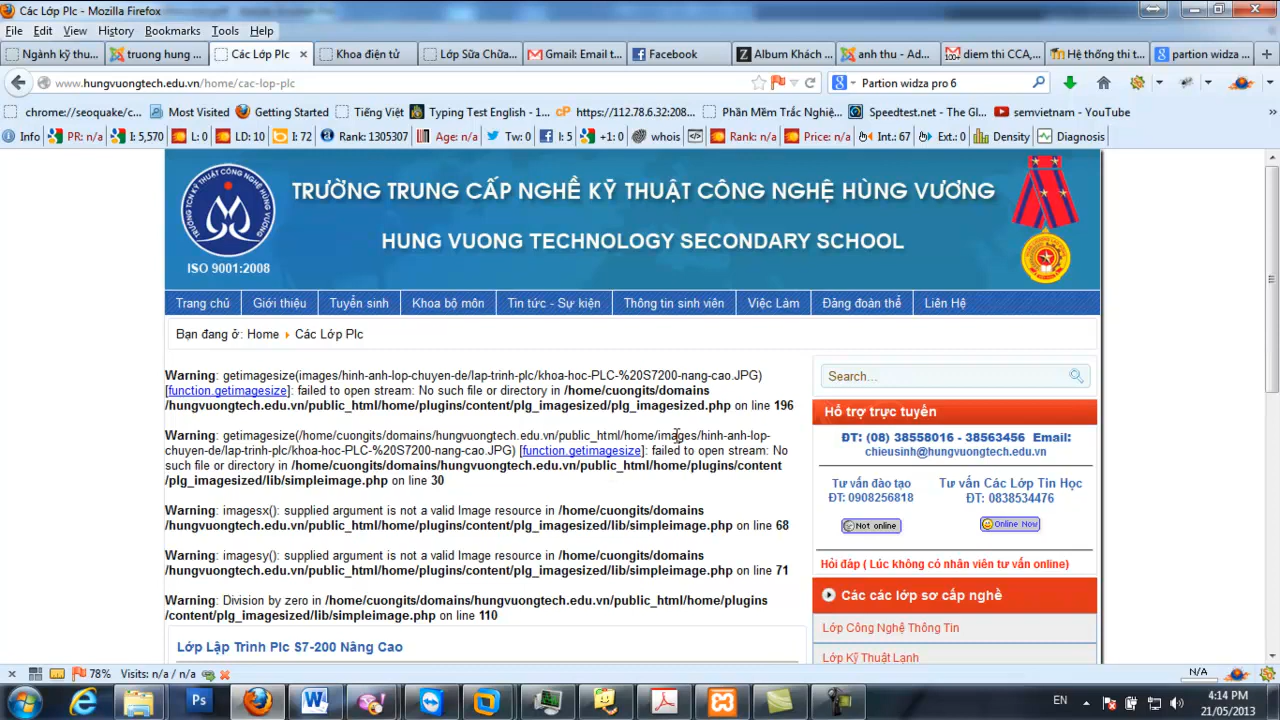 Các Lớp Plc - Mozilla Firefox
File Edit View History Bookmarks Tools Help
Ngành kỹ thu... truong hung ... Các Lớp Plc × Khoa điện tử Lớp Sữa Chữa... Gmail: Email t... Facebook Album Khách ... anh thu - Ad... diem thi CCA,... Hệ thống thi t... partion widza ... +
www.hungvuongtech.edu.vn/home/cac-lop-plc Partion widza pro 6
chrome://seoquake/c... Most Visited Getting Started Tiếng Việt Typing Test English -... https://112.78.6.32:208... Phần Mềm Trắc Nghiệ... Speedtest.net - The Gl... semvietnam - YouTube
Info PR: n/a I: 5,570 L: 0 LD: 10 I: 72 Rank: 1305307 Age: n/a Tw: 0 I: 5 +1: 0 whois Rank: n/a Price: n/a Int.: 67 Ext.: 0 Density Diagnosis
TRƯỜNG TCN KỸ THUẬT CÔNG NGHỆ HÙNG VƯƠNG
TRƯỜNG TRUNG CẤP NGHỀ KỸ THUẬT CÔNG NGHỆ HÙNG VƯƠNG
HUNG VUONG TECHNOLOGY SECONDARY SCHOOL
ISO 9001:2008
Trang chủ Giới thiệu Tuyển sinh Khoa bộ môn Tin tức - Sự kiện Thông tin sinh viên Việc Làm Đảng đoàn thể Liên Hệ
Bạn đang ở: Home Các Lớp Plc
Warning: getimagesize(images/hinh-anh-lop-chuyen-de/lap-trinh-plc/khoa-hoc-PLC-%20S7200-nang-cao.JPG)
[function.getimagesize]: failed to open stream: No such file or directory in /home/cuongits/domains
/hungvuongtech.edu.vn/public_html/home/plugins/content/plg_imagesized/plg_imagesized.php on line 196
Warning: getimagesize(/home/cuongits/domains/hungvuongtech.edu.vn/public_html/home/images/hinh-anh-lop-
chuyen-de/lap-trinh-plc/khoa-hoc-PLC-%20S7200-nang-cao.JPG) [function.getimagesize]: failed to open stream: No
such file or directory in /home/cuongits/domains/hungvuongtech.edu.vn/public_html/home/plugins/content
/plg_imagesized/lib/simpleimage.php on line 30
Warning: imagesx(): supplied argument is not a valid Image resource in /home/cuongits/domains
/hungvuongtech.edu.vn/public_html/home/plugins/content/plg_imagesized/lib/simpleimage.php on line 68
Warning: imagesy(): supplied argument is not a valid Image resource in /home/cuongits/domains
/hungvuongtech.edu.vn/public_html/home/plugins/content/plg_imagesized/lib/simpleimage.php on line 71
Warning: Division by zero in /home/cuongits/domains/hungvuongtech.edu.vn/public_html/home/plugins
/content/plg_imagesized/lib/simpleimage.php on line 110
Lớp Lập Trình Plc S7-200 Nâng Cao
Search...
Hỗ trợ trực tuyến
ĐT: (08) 38558016 - 38563456 Email:
chieusinh@hungvuongtech.edu.vn
Tư vấn đào tạo
ĐT: 0908256818
Not online
Tư vấn Các Lớp Tin Học
ĐT: 0838534476
Online Now
Hỏi đáp ( Lúc không có nhân viên tư vấn online)
Các các lớp sơ cấp nghề
Lớp Công Nghệ Thông Tin
Lớp Kỹ Thuật Lạnh
× 78% Visits: n/a / n/a N/A
EN 4:14 PM
21/05/2013